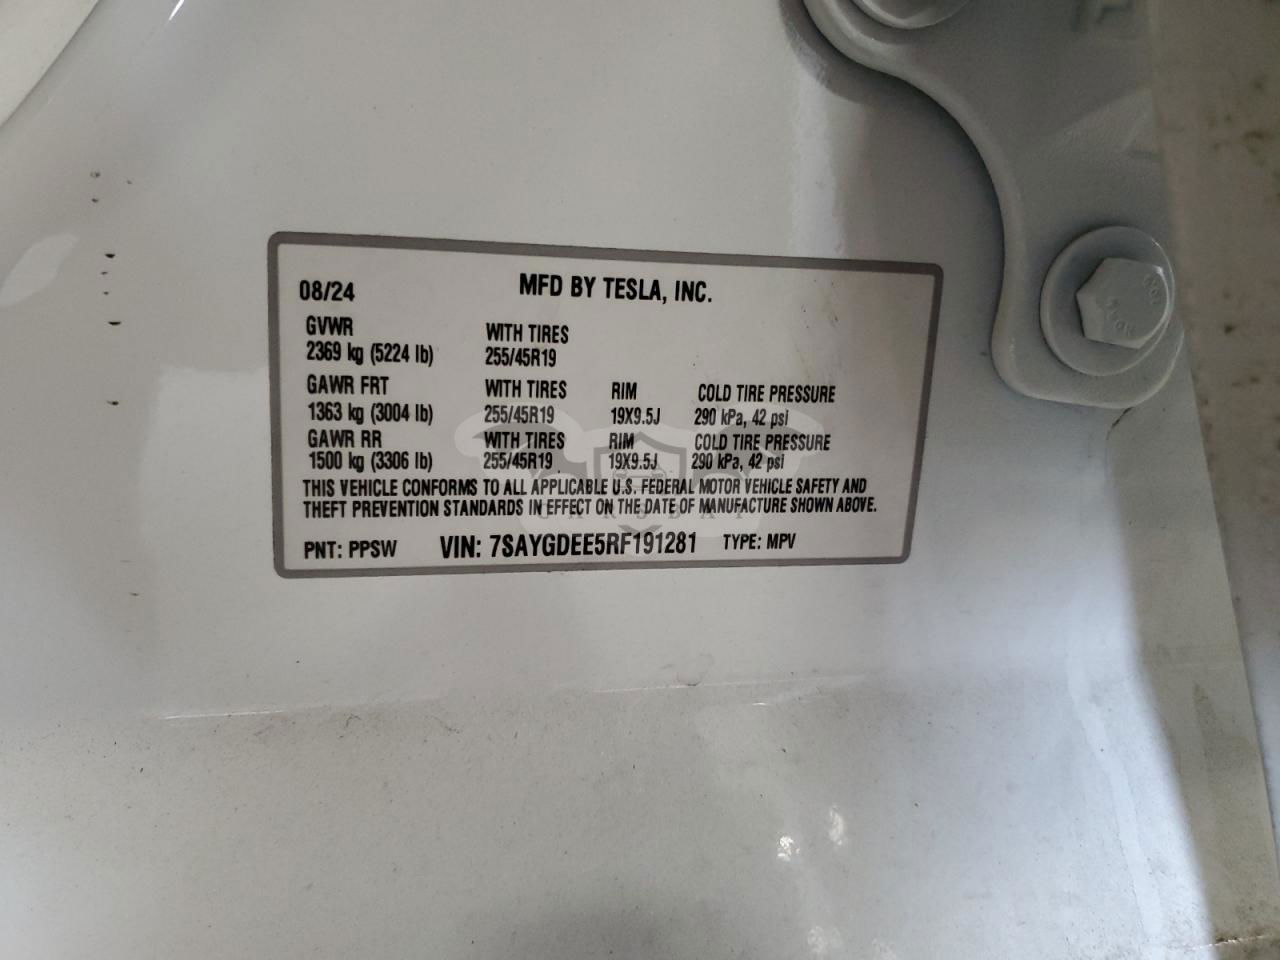 08/24 MFD BY TESLA, INC.
GVWR WITH TIRES
2369 kg (5224 lb) 255/45R19
GAWR FRT WITH TIRES RIM COLD TIRE PRESSURE
1363 kg (3004 lb) 255/45R19 19X9.5J 290 kPa, 42 psi
GAWR RR WITH TIRES RIM COLD TIRE PRESSURE
1500 kg (3306 lb) 255/45R19 19X9.5J 290 kPa, 42 psi
THIS VEHICLE CONFORMS TO ALL APPLICABLE U.S. FEDERAL MOTOR VEHICLE SAFETY AND
THEFT PREVENTION STANDARDS IN EFFECT ON THE DATE OF MANUFACTURE SHOWN ABOVE.
PNT: PPSW VIN: 7SAYGDEE5RF191281 TYPE: MPV